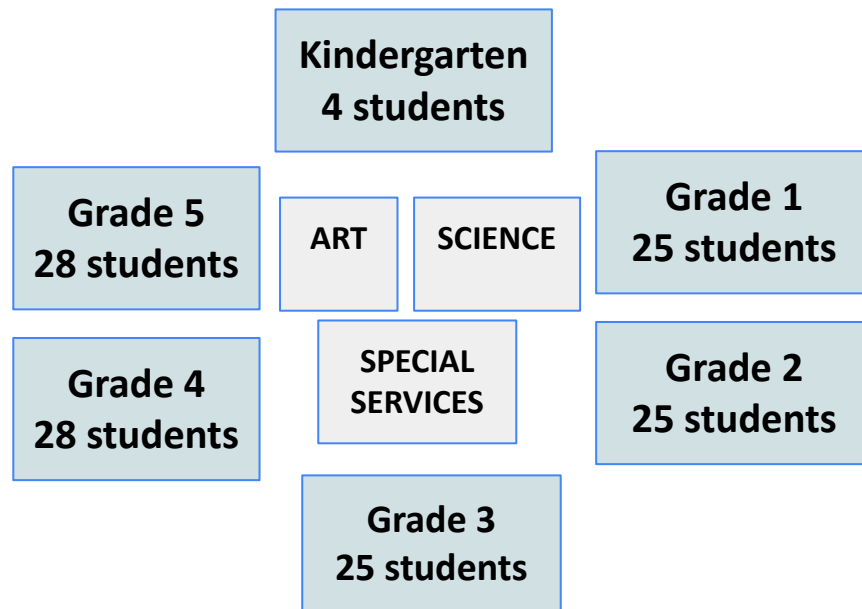 Kindergarten
4 students
Grade 5
28 students
ART
SCIENCE
Grade 1
25 students
Grade 4
28 students
SPECIAL
SERVICES
Grade 2
25 students
Grade 3
25 students